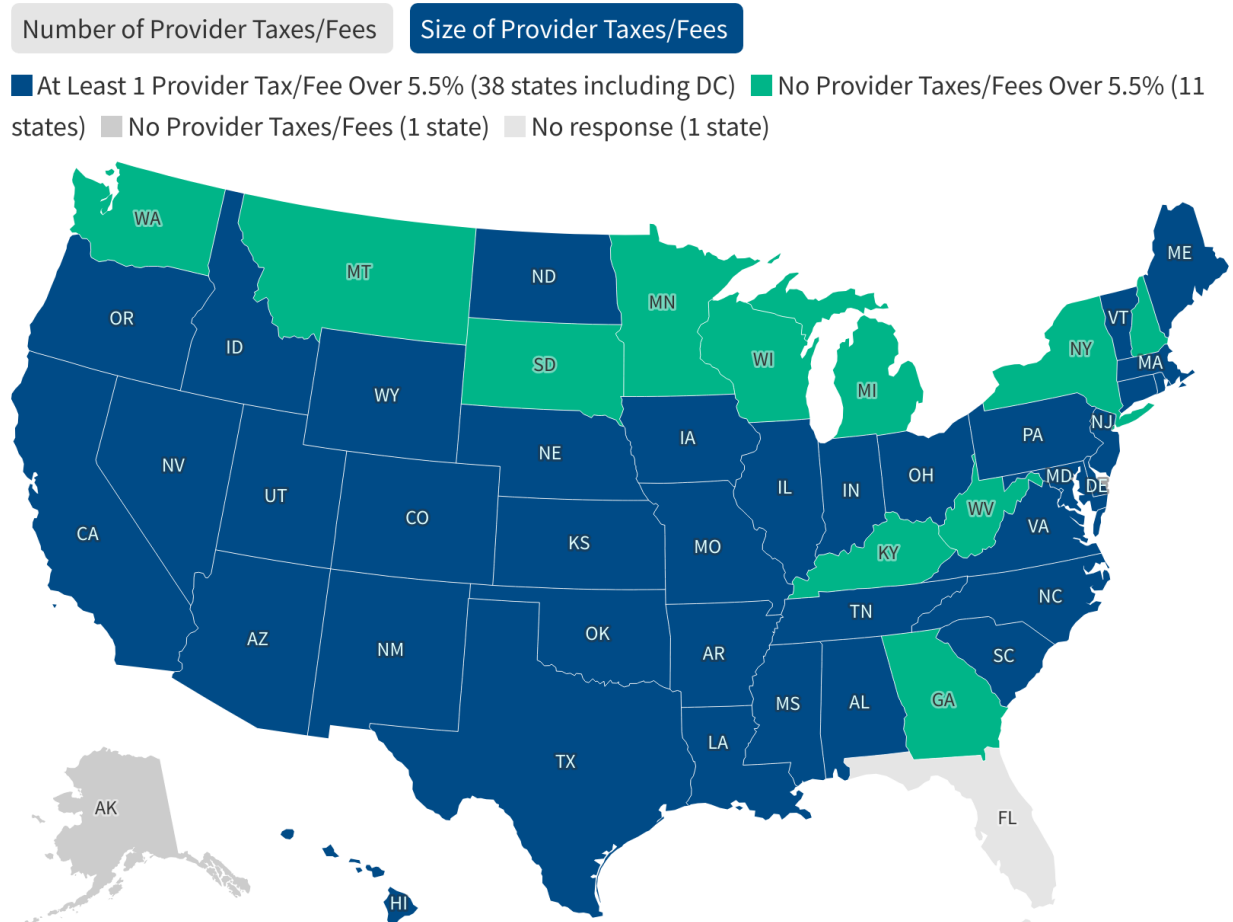 Number of Provider Taxes/Fees
Size of Provider Taxes/Fees
At Least 1 Provider Tax/Fee Over 5.5% (38 states including DC)
No Provider Taxes/Fees Over 5.5% (11
states)
No Provider Taxes/Fees (1 state)
No response (1 state)
WA
MT
ND
MN
ME
OR
ID
SD
WI
MI
NY
VT
MA
WY
NE
IA
PA
NJ
NV
UT
CO
IL
IN
OH
MD
DE
CA
KS
MO
WV
VA
KY
AZ
NM
OK
AR
TN
NC
SC
TX
LA
MS
AL
GA
AK
FL
HI